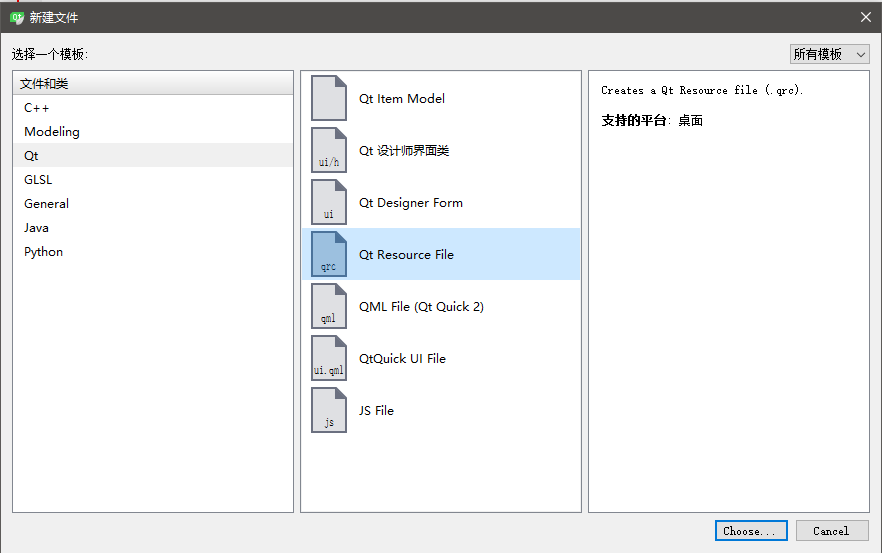 新建文件
选择一个模板:
所有模板
文件和类
C++
Modeling
Qt
GLSL
General
Java
Python
Qt Item Model
ui/h
Qt 设计师界面类
ui
Qt Designer Form
qrc
Qt Resource File
qml
QML File (Qt Quick 2)
ui.qml
QtQuick UI File
js
JS File
Creates a Qt Resource file (.qrc).
支持的平台: 桌面
Choose...
Cancel